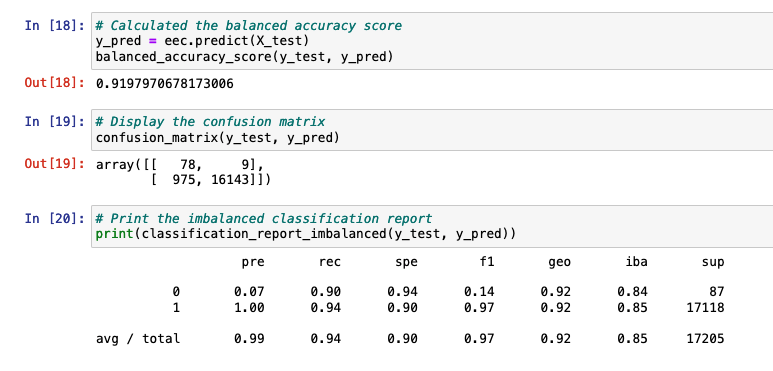 In [18]: # Calculated the balanced accuracy score
y_pred = eec.predict(X_test)
balanced_accuracy_score(y_test, y_pred)
Out[18]: 0.9197970678173006
In [19]: # Display the confusion matrix
confusion_matrix(y_test, y_pred)
Out[19]: array([[   78,     9],
       [  975, 16143]])
In [20]: # Print the imbalanced classification report
print(classification_report_imbalanced(y_test, y_pred))
pre rec spe f1 geo iba sup
0 0.07 0.90 0.94 0.14 0.92 0.84 87
1 1.00 0.94 0.90 0.97 0.92 0.85 17118
avg / total 0.99 0.94 0.90 0.97 0.92 0.85 17205